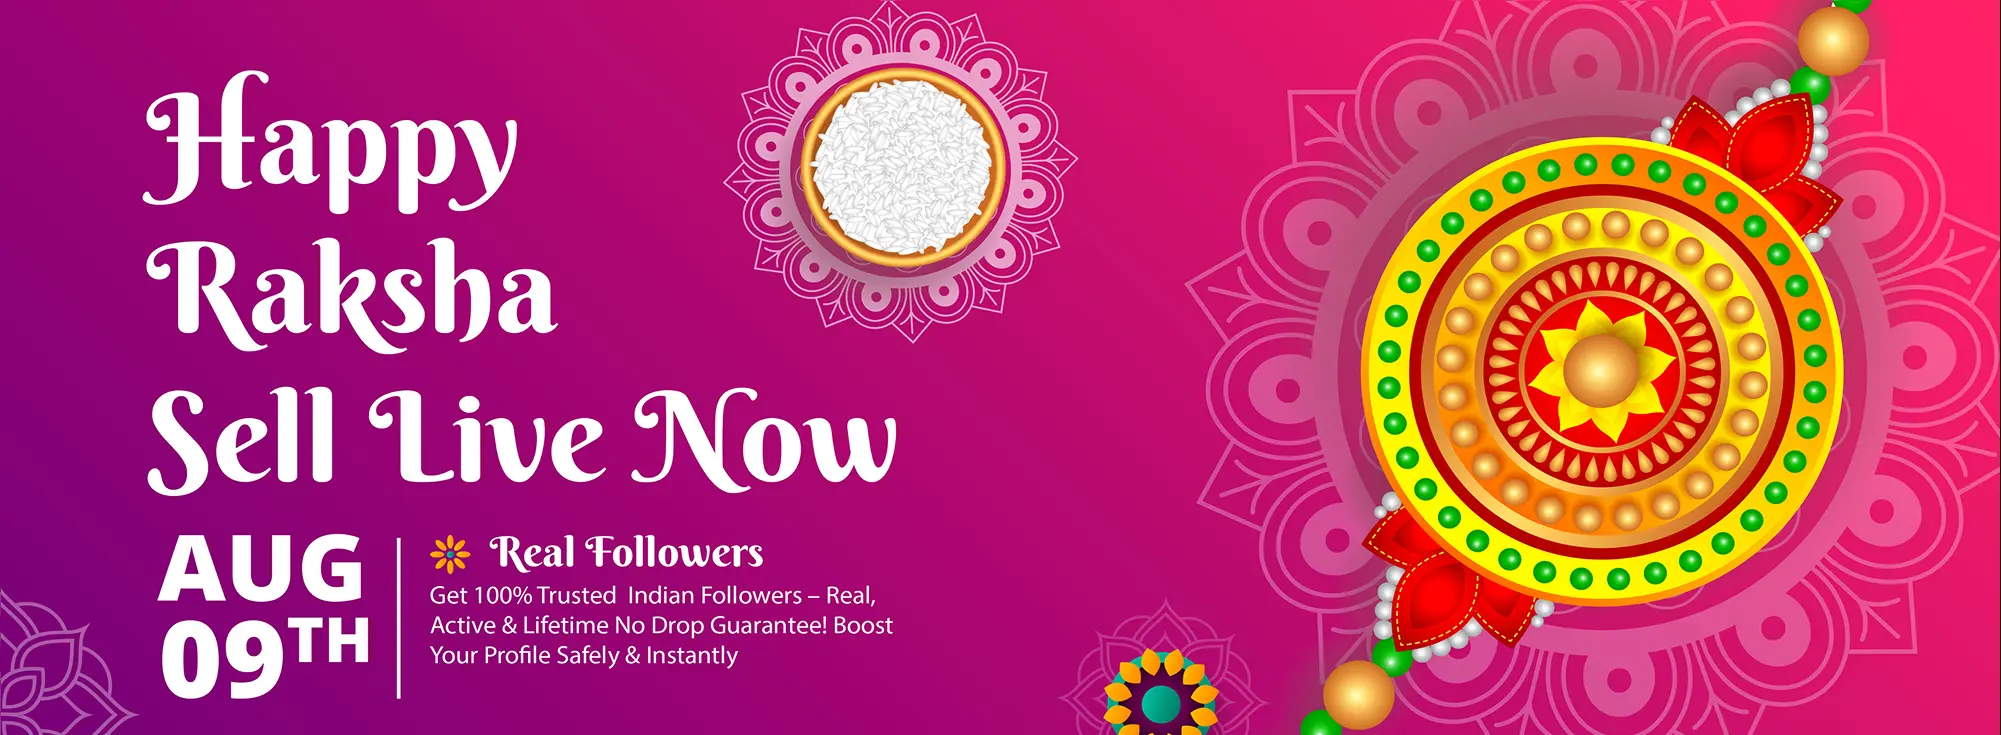 Happy
Raksha
Sell Live Now
AUG
09TH
Real Followers
Get 100% Trusted Indian Followers – Real,
Active & Lifetime No Drop Guarantee! Boost
Your Profile Safely & Instantly